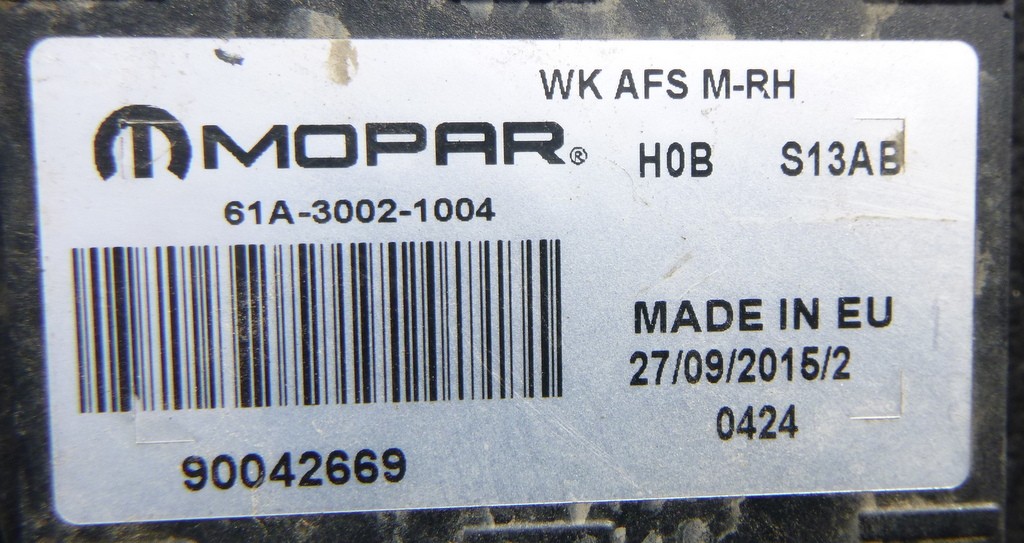 WK AFS M-RH
MOPAR®
H0B S13AB
61A-3002-1004
MADE IN EU
27/09/2015/2
0424
90042669